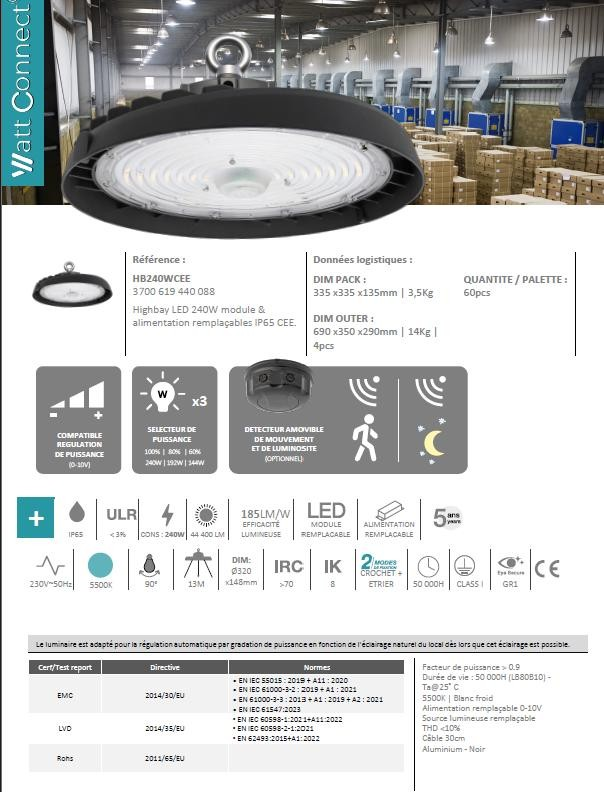 Watt Connect
Référence :
HB240WCEE
3700 619 440 088
Highbay LED 240W module &
alimentation remplaçables IP65 CEE.
Données logistiques :
DIM PACK :
335 x335 x135mm | 3,5Kg
DIM OUTER :
690 x350 x290mm | 14Kg |
4pcs
QUANTITE / PALETTE :
60pcs
- +
COMPATIBLE
REGULATION
DE PUISSANCE
(0-10V)
W x3
SELECTEUR DE
PUISSANCE
100% | 80% | 60%
240W | 192W | 144W
DETECTEUR AMOVIBLE
DE MOUVEMENT
ET DE LUMINOSITE
(OPTIONNEL)
+
IP65
ULR
< 3%
CONS : 240W
44 400 LM
185LM/W
EFFICACITÉ
LUMINEUSE
LED
MODULE
REMPLAÇABLE
ALIMENTATION
REMPLAÇABLE
5 ans
years
230V~50Hz
5500K
90°
13M
DIM:
Ø320
x148mm
IRC
>70
IK
8
2 MODES
DE FIXATION
CROCHET +
ETRIER
50 000H
CLASS I
Eye Secure
GR1
CE
Le luminaire est adapté pour la régulation automatique par gradation de puissance en fonction de l'éclairage naturel du local dès lors que cet éclairage est possible.
Cerf/Test report Directive Normes
EMC 2014/30/EU
• EN IEC 55015 : 2019 + A11 : 2020
• EN IEC 61000-3-2 : 2019 + A1 : 2021
• EN 61000-3-3 : 2013 + A1 : 2019 + A2 : 2021
• EN IEC 61547:2023
LVD 2014/35/EU
• EN IEC 60598-1:2021+A11:2022
• EN IEC 60598-2-1:2021
• EN 62493:2015+A1:2022
Rohs 2011/65/EU
Facteur de puissance > 0.9
Durée de vie : 50 000H (L80B10) -
Ta@25° C
5500K | Blanc froid
Alimentation remplaçable 0-10V
Source lumineuse remplaçable
THD <10%
Câble 30cm
Aluminium - Noir